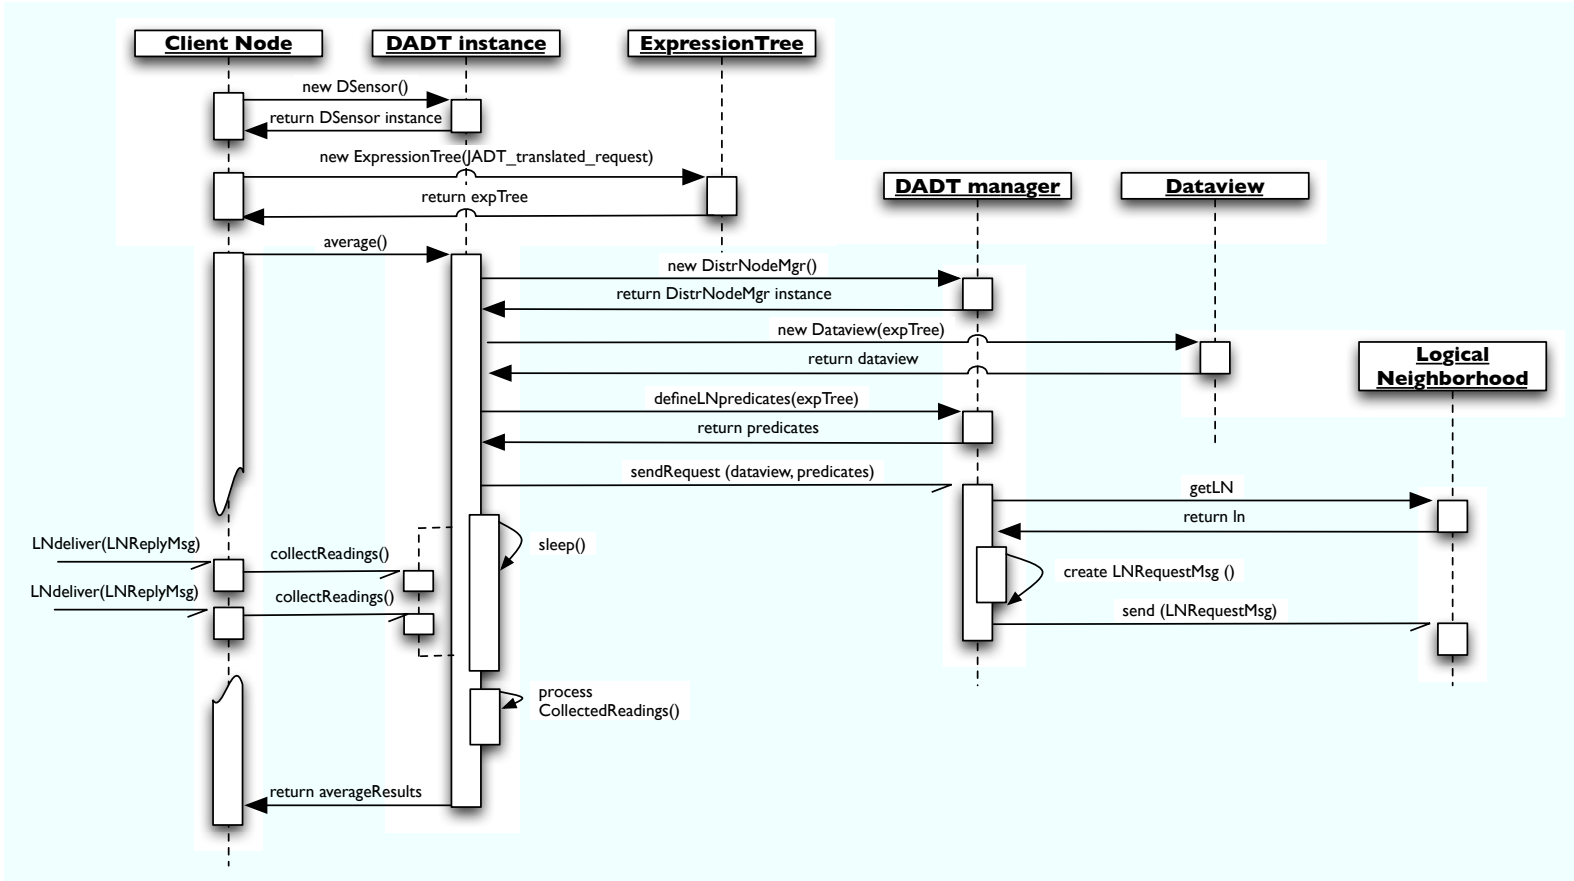 Client Node
DADT instance
ExpressionTree
new DSensor()
return DSensor instance
new ExpressionTree(JADT_translated_request)
return expTree
DADT manager
Dataview
average()
new DistrNodeMgr()
return DistrNodeMgr instance
new Dataview(expTree)
return dataview
Logical
Neighborhood
defineLNpredicates(expTree)
return predicates
sendRequest (dataview, predicates)
getLN
return ln
LNdeliver(LNReplyMsg)
collectReadings()
sleep()
create LNRequestMsg ()
LNdeliver(LNReplyMsg)
collectReadings()
send (LNRequestMsg)
process
CollectedReadings()
return averageResults